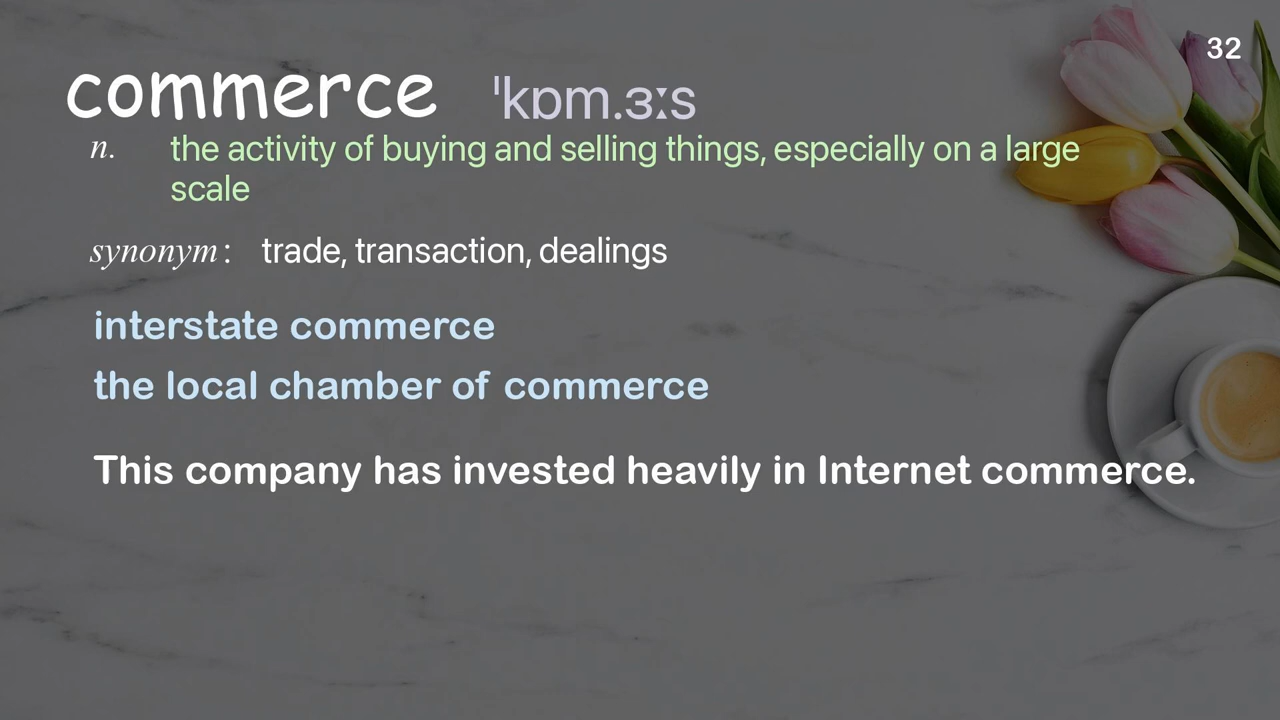 32
commerce ˈkɒm.ɜːs
n. the activity of buying and selling things, especially on a large
scale
synonym: trade, transaction, dealings
interstate commerce
the local chamber of commerce
This company has invested heavily in Internet commerce.